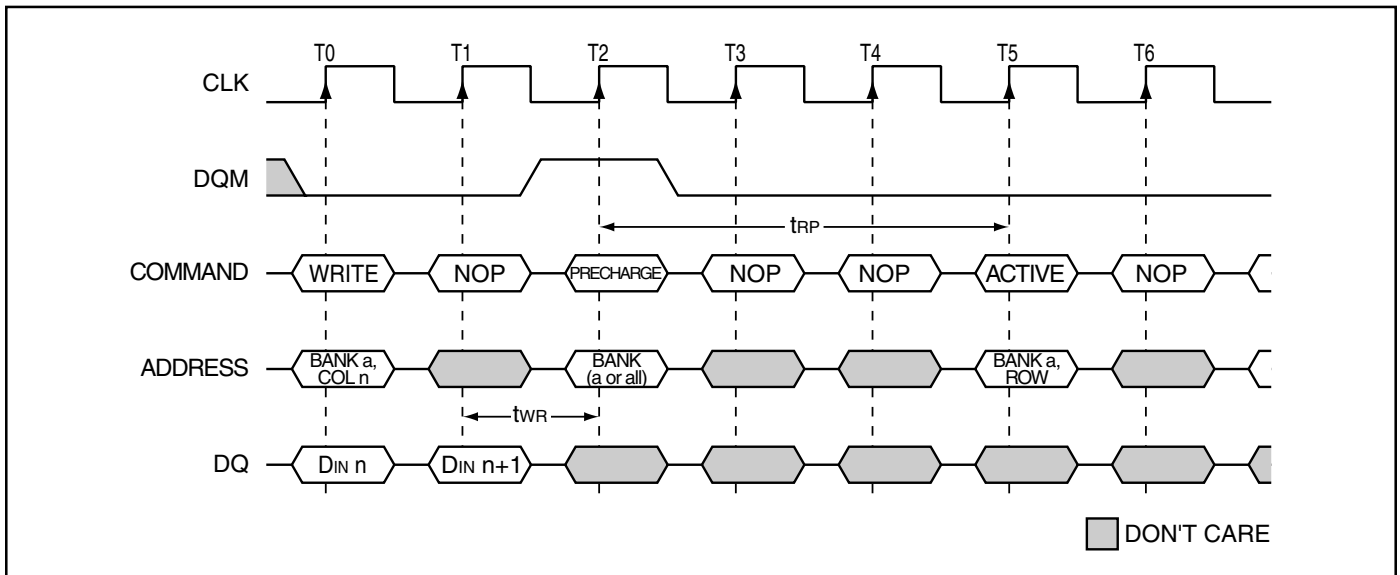 T0 T1 T2 T3 T4 T5 T6
CLK
DQM
tRP
COMMAND WRITE NOP PRECHARGE NOP NOP ACTIVE NOP
ADDRESS BANK a, COL n BANK (a or all) BANK a, ROW
tWR
DQ DIN n DIN n+1
DON'T CARE